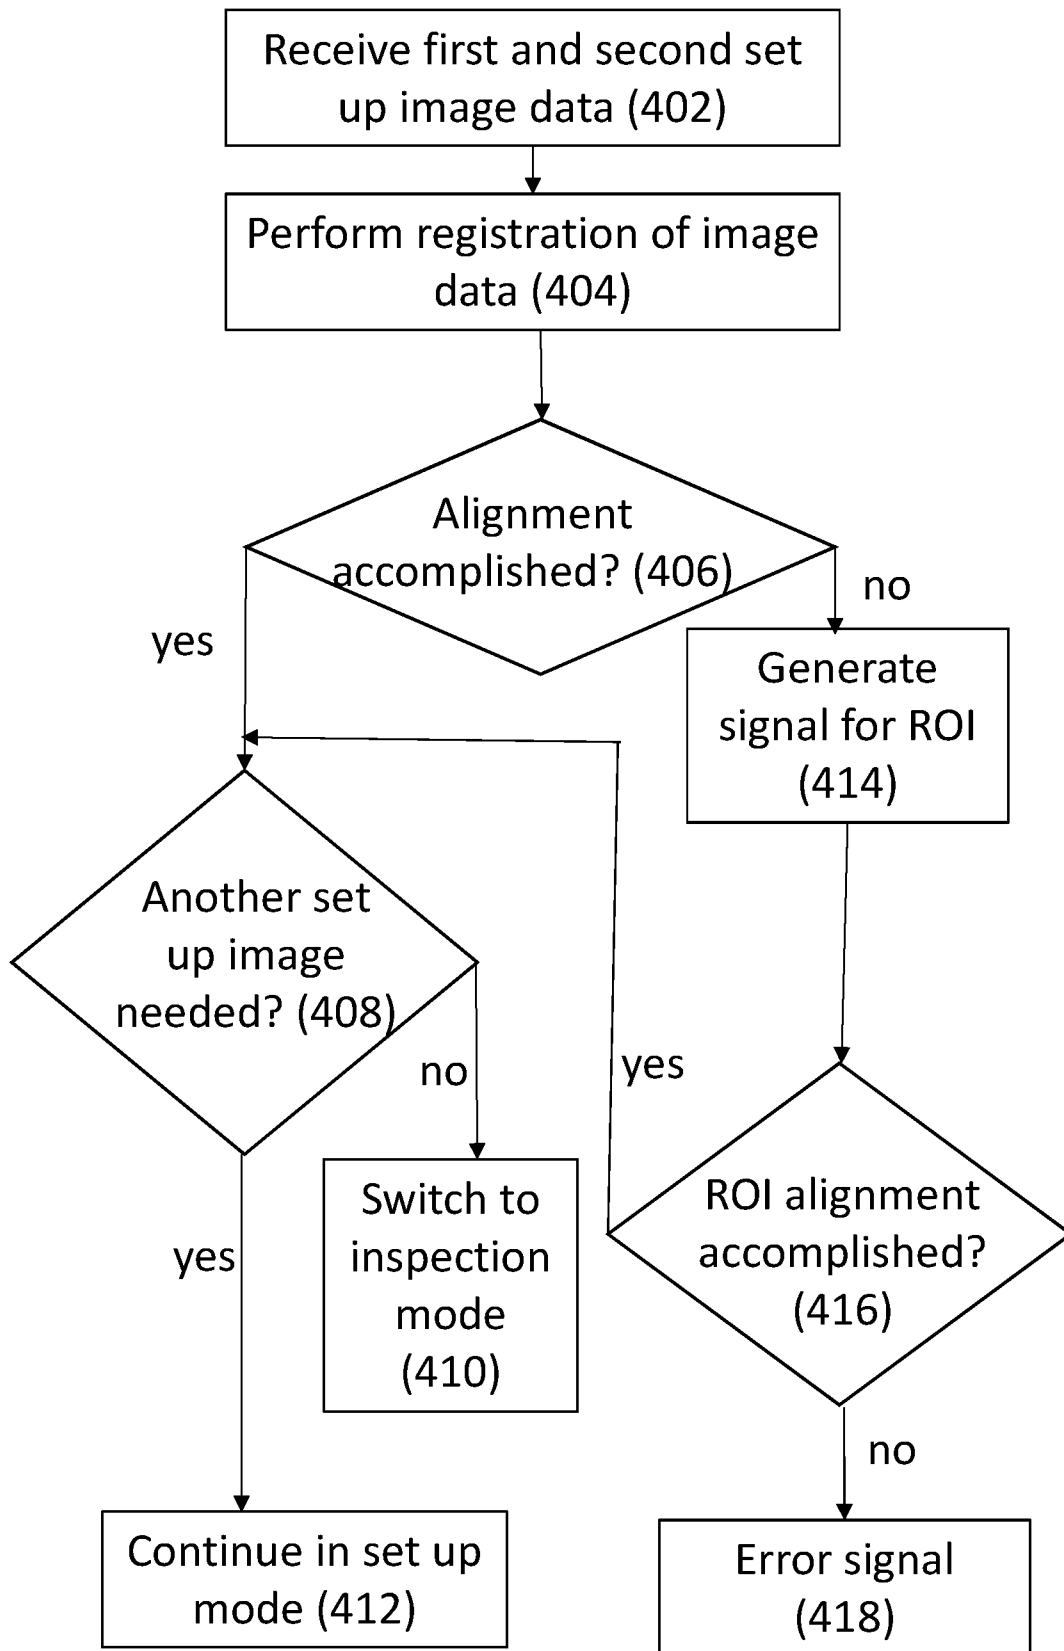 Receive first and second set
up image data (402)
Perform registration of image
data (404)
Alignment
accomplished? (406)
no
yes
Generate
signal for ROI
(414)
Another set
up image
needed? (408)
no
yes
Switch to
inspection
mode
(410)
ROI alignment
accomplished?
(416)
yes
no
Continue in set up
mode (412)
Error signal
(418)